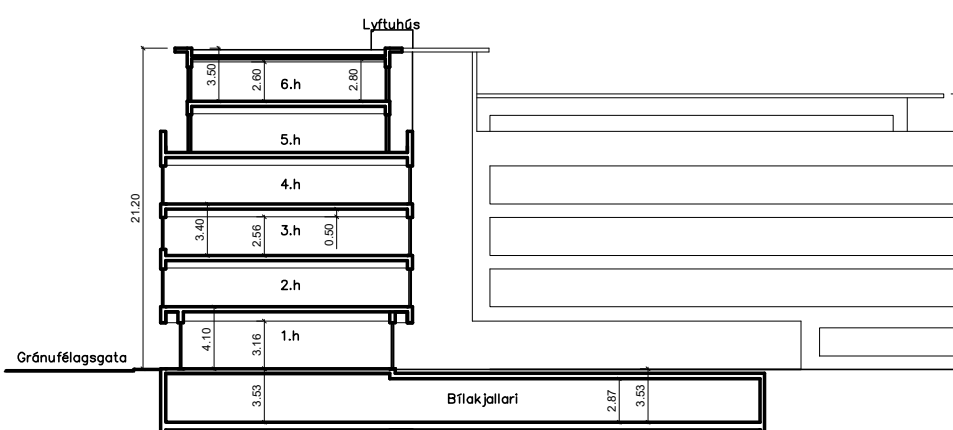 Lyftuhús
3.50
2.60
6.h
2.80
5.h
4.h
21.20
3.40
2.56
3.h
0.50
2.h
4.10
3.16
1.h
Gránufélagsgata
3.53
Bílakjallari
2.87
3.53